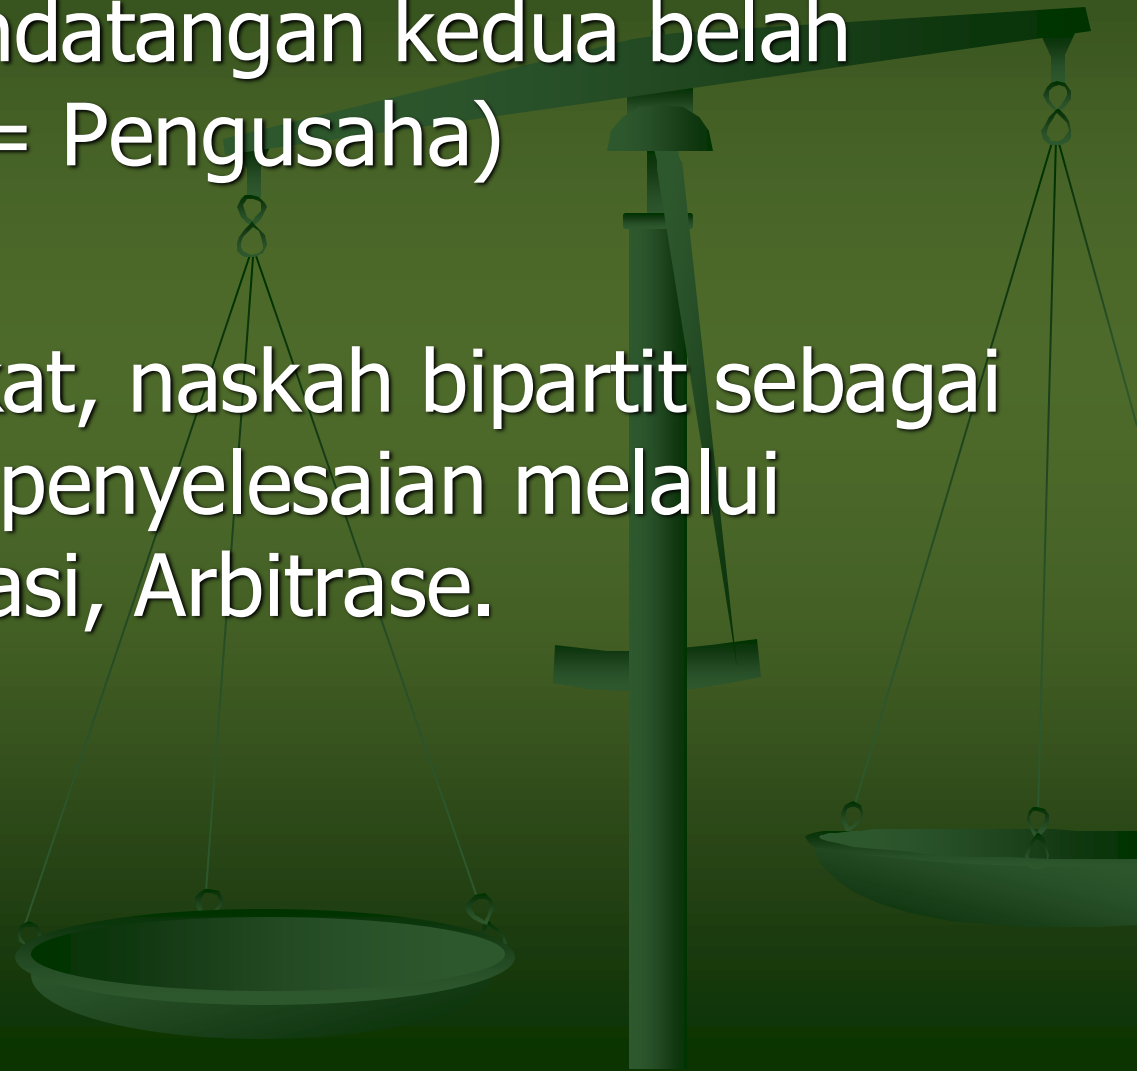 ndatangan kedua belah
= Pengusaha)
kat, naskah bipartit sebagai
penyelesaian melalui
asi, Arbitrase.